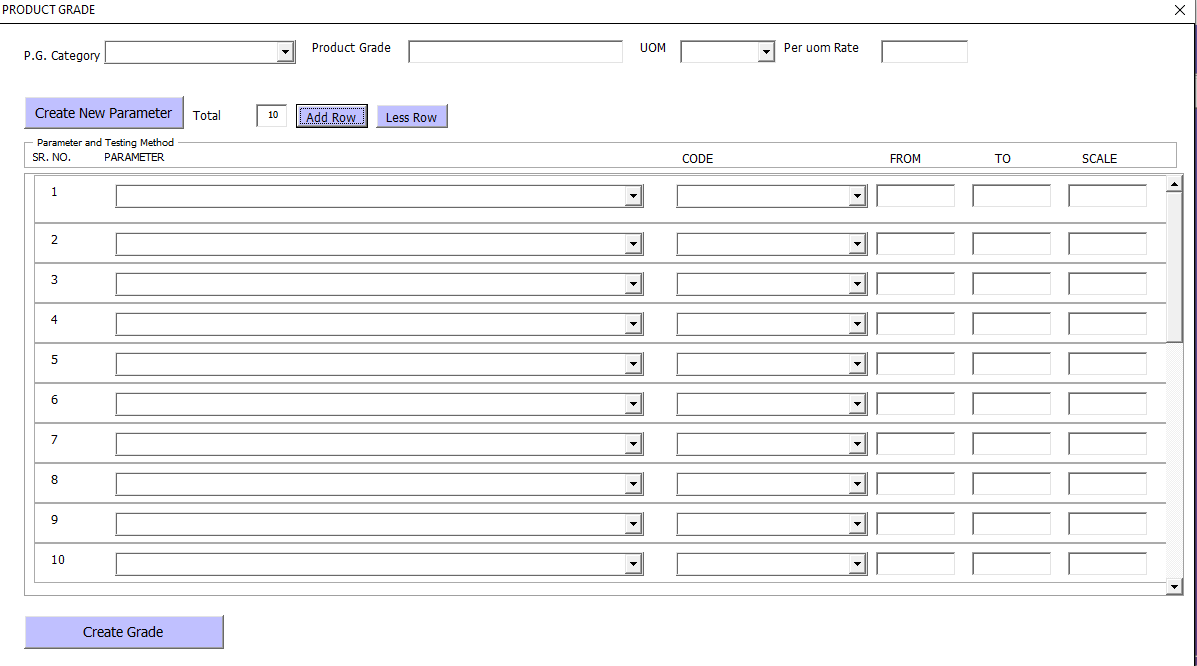 PRODUCT GRADE
P.G. Category Product Grade UOM Per uom Rate
Create New Parameter Total 10 Add Row Less Row
Parameter and Testing Method
SR. NO. PARAMETER CODE FROM TO SCALE
1
2
3
4
5
6
7
8
9
10
Create Grade